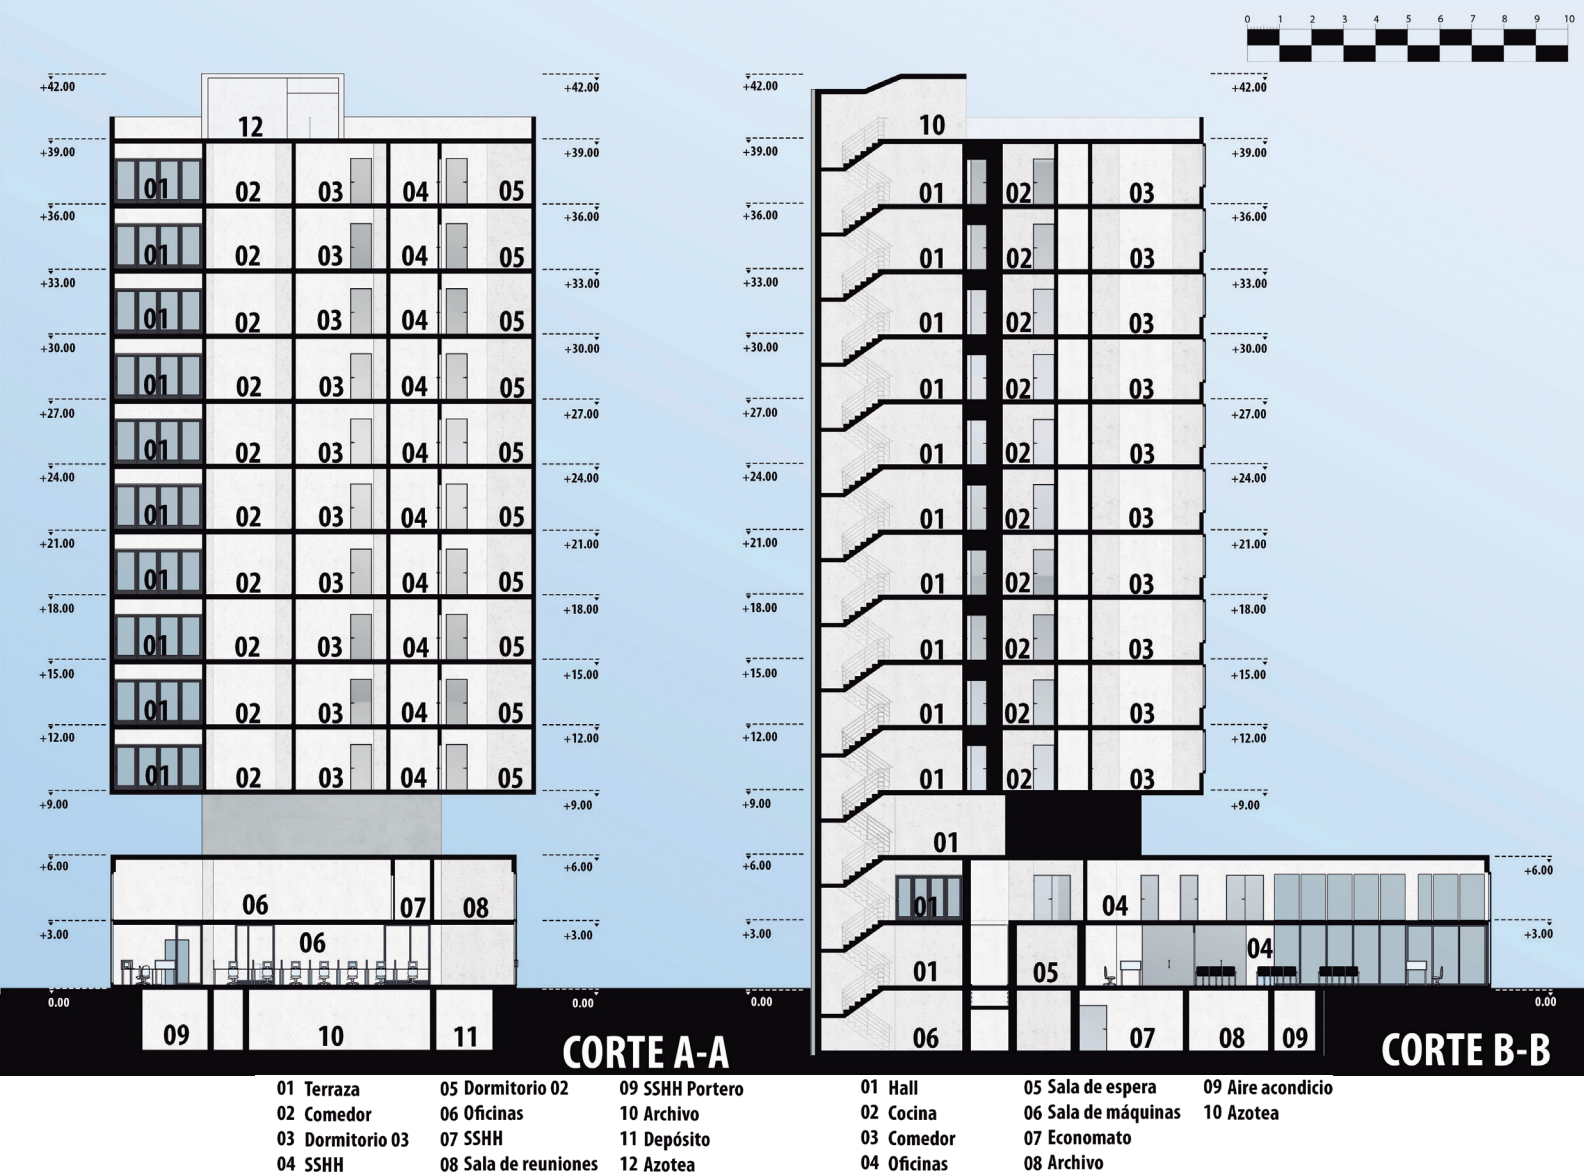 0 1 2 3 4 5 6 7 8 9 10
+42.00 +42.00 +42.00 +42.00
12 10
+39.00 +39.00 +39.00 +39.00
01 02 03 04 05 01 02 03
+36.00 +36.00 +36.00 +36.00
01 02 03 04 05 01 02 03
+33.00 +33.00 +33.00 +33.00
01 02 03 04 05 01 02 03
+30.00 +30.00 +30.00 +30.00
01 02 03 04 05 01 02 03
+27.00 +27.00 +27.00 +27.00
01 02 03 04 05 01 02 03
+24.00 +24.00 +24.00 +24.00
01 02 03 04 05 01 02 03
+21.00 +21.00 +21.00 +21.00
01 02 03 04 05 01 02 03
+18.00 +18.00 +18.00 +18.00
01 02 03 04 05 01 02 03
+15.00 +15.00 +15.00 +15.00
01 02 03 04 05 01 02 03
+12.00 +12.00 +12.00 +12.00
01 02 03 04 05 01 02 03
+9.00 +9.00 +9.00 +9.00
01
+6.00 +6.00 +6.00 +6.00
06 07 08 01 04
+3.00 +3.00 +3.00 +3.00
06 01 05 04
0.00 0.00 0.00 0.00
09 10 11 06 07 08 09
CORTE A-A CORTE B-B
01 Terraza
02 Comedor
03 Dormitorio 03
04 SSHH
05 Dormitorio 02
06 Oficinas
07 SSHH
08 Sala de reuniones
09 SSHH Portero
10 Archivo
11 Depósito
12 Azotea
01 Hall
02 Cocina
03 Comedor
04 Oficinas
05 Sala de espera
06 Sala de máquinas
07 Economato
08 Archivo
09 Aire acondicio
10 Azotea